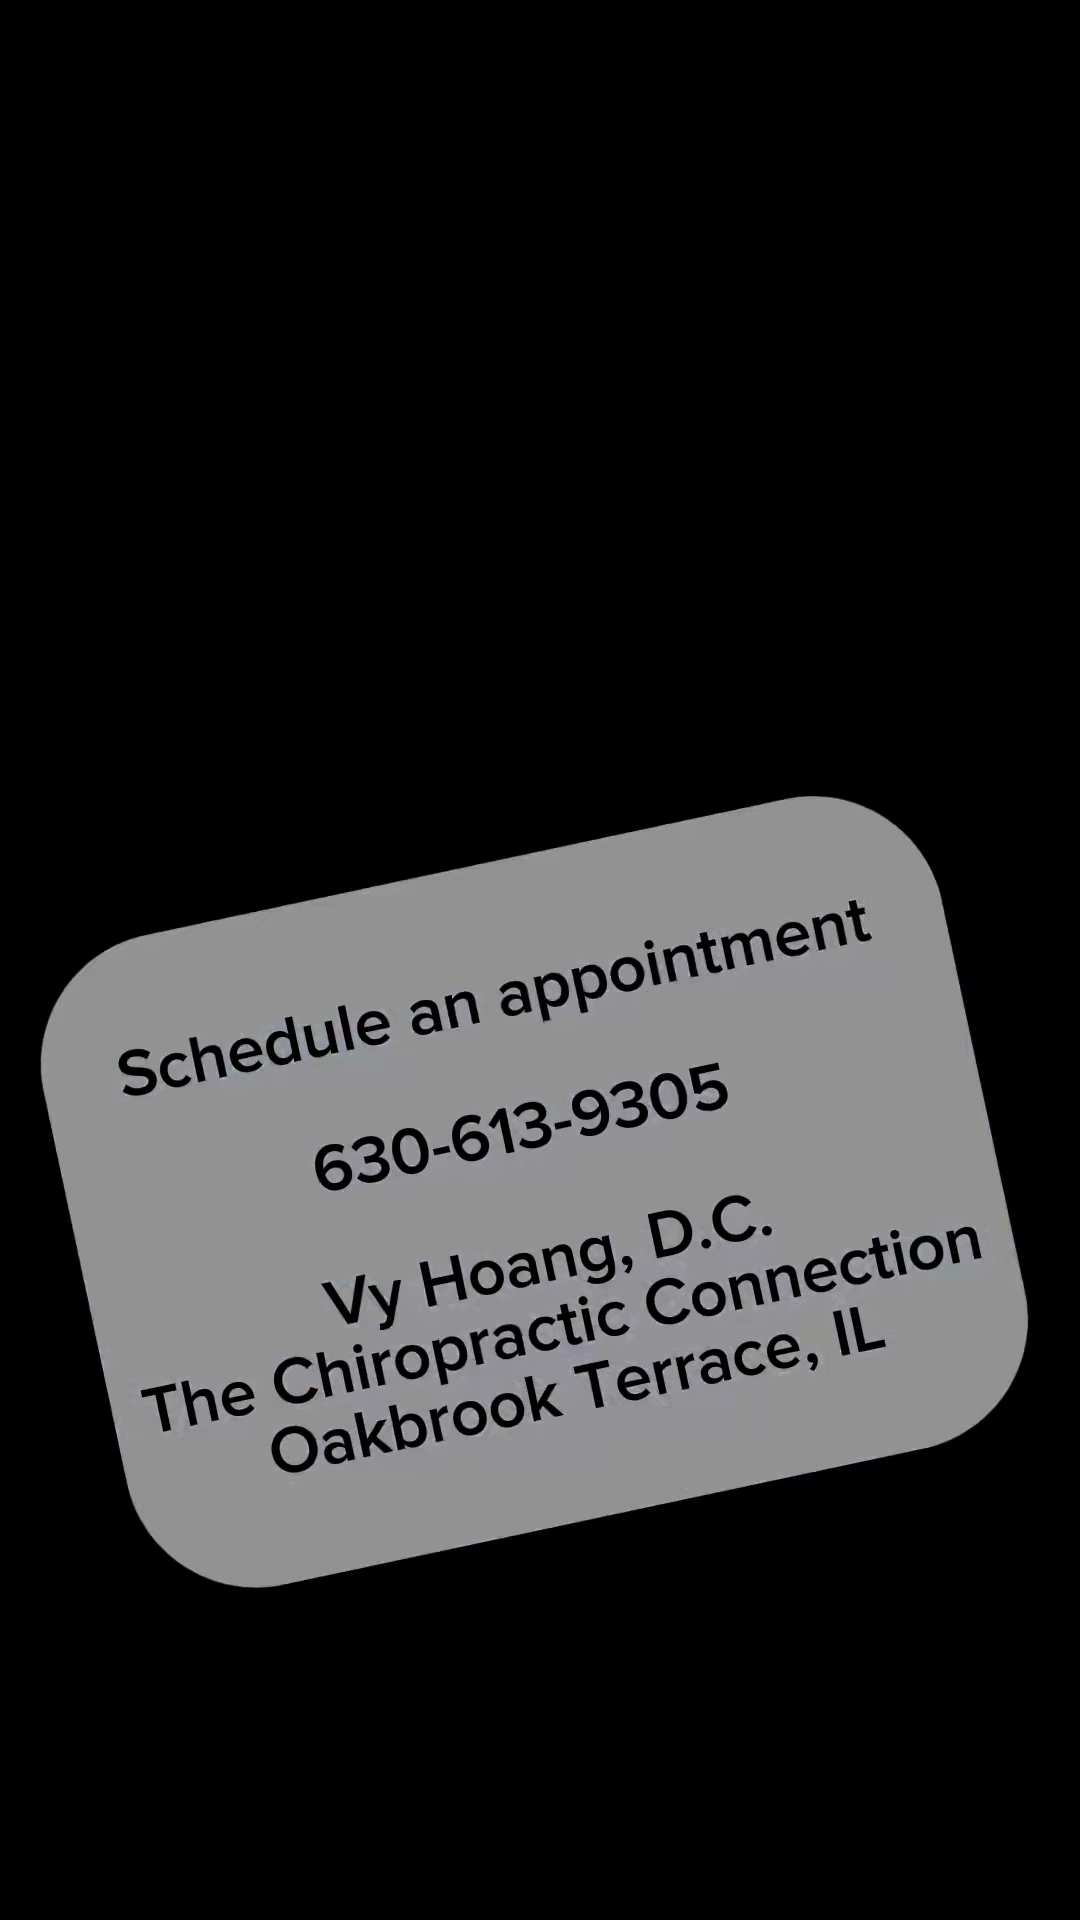 Schedule an appointment
630-613-9305
Vy Hoang, D.C.
The Chiropractic Connection
Oakbrook Terrace, IL